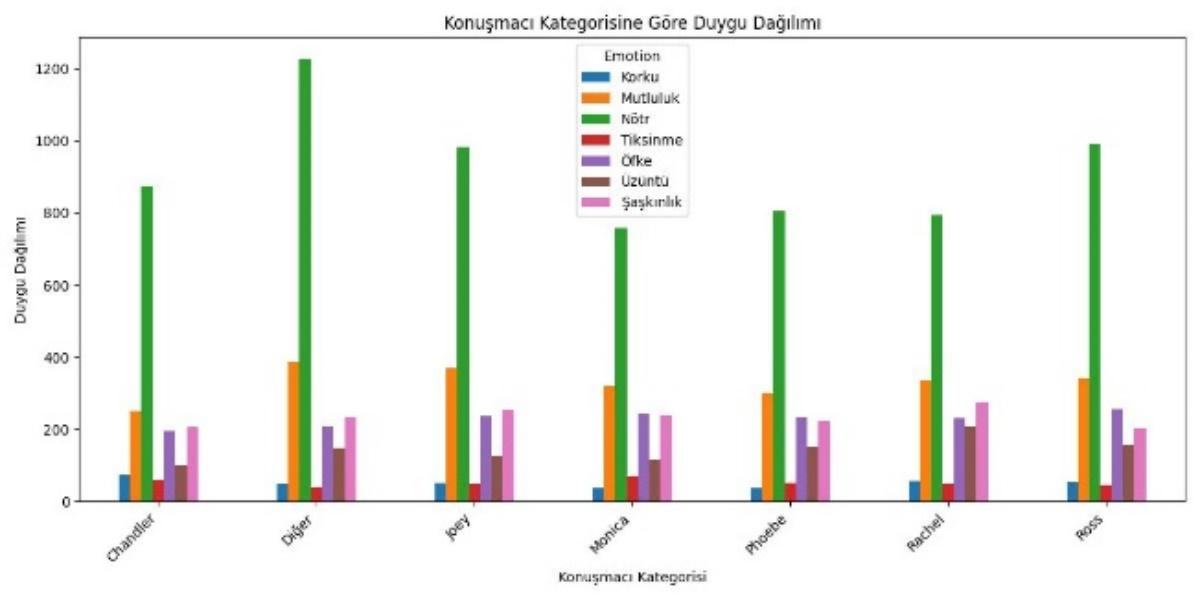 Konuşmacı Kategorisine Göre Duygu Dağılımı
Emotion
Korku
Mutluluk
Nötr
Tiksinme
Öfke
Üzüntü
Şaşkınlık
Duygu Dağılımı
1200
1000
800
600
400
200
0
Chandler
Diğer
Joey
Monica
Phoebe
Rachel
Ross
Konuşmacı Kategorisi